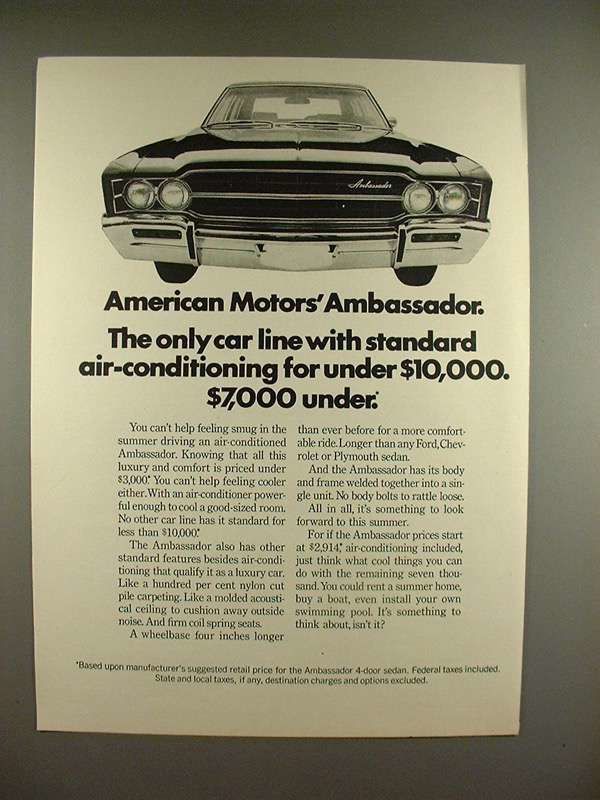 Ambassador
American Motors' Ambassador.
The only car line with standard
air-conditioning for under $10,000.
$7,000 under.*
You can't help feeling smug in the
summer driving an air-conditioned
Ambassador. Knowing that all this
luxury and comfort is priced under
$3,000.* You can't help feeling cooler
either. With an air-conditioner power-
ful enough to cool a good-sized room.
No other car line has it standard for
less than $10,000.*
The Ambassador also has other
standard features besides air-condi-
tioning that qualify it as a luxury car.
Like a hundred per cent nylon cut
pile carpeting. Like a molded acousti-
cal ceiling to cushion away outside
noise. And firm coil spring seats.
A wheelbase four inches longer
than ever before for a more comfort-
able ride. Longer than any Ford, Chev-
rolet or Plymouth sedan.
And the Ambassador has its body
and frame welded together into a sin-
gle unit. No body bolts to rattle loose.
All in all, it's something to look
forward to this summer.
For if the Ambassador prices start
at $2,914,* air-conditioning included,
just think what cool things you can
do with the remaining seven thou-
sand. You could rent a summer home,
buy a boat, even install your own
swimming pool. It's something to
think about, isn't it?
*Based upon manufacturer's suggested retail price for the Ambassador 4-door sedan. Federal taxes included.
State and local taxes, if any, destination charges and options excluded.